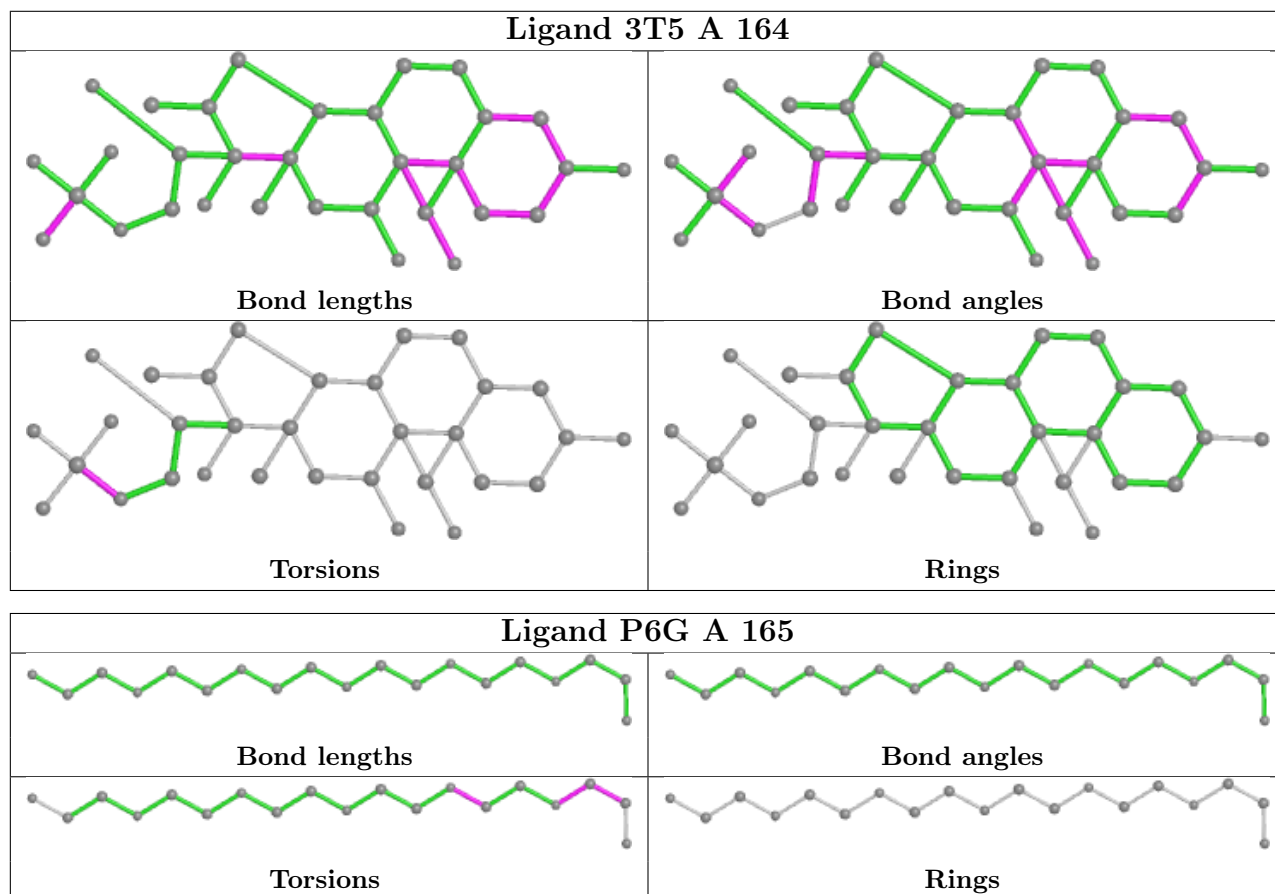 Ligand 3T5 A 164
Bond lengths
Bond angles
Torsions
Rings
Ligand P6G A 165
Bond lengths
Bond angles
Torsions
Rings